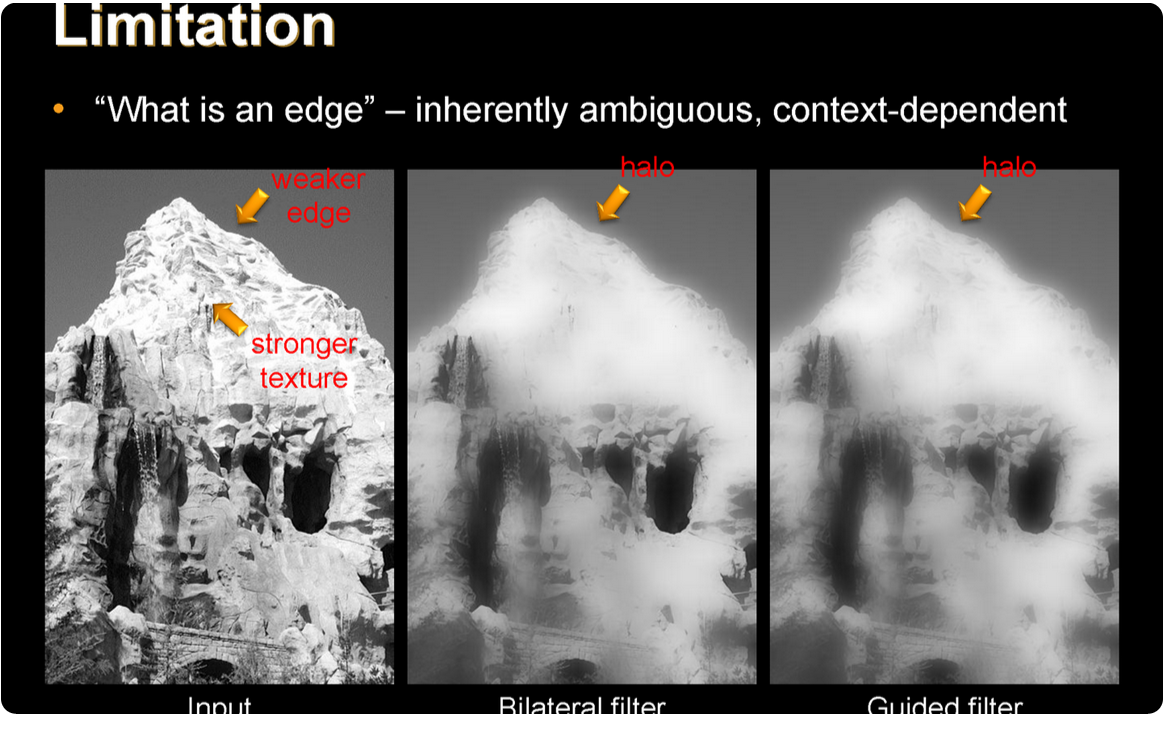 Limitation
• “What is an edge” – inherently ambiguous, context-dependent
weaker
edge
stronger
texture
halo
halo
Input
Bilateral filter
Guided filter